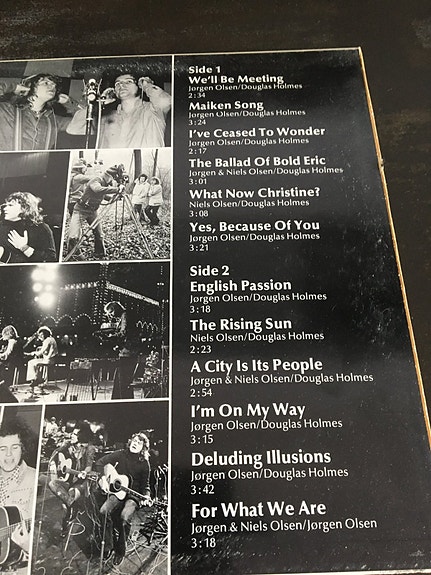 Side 1
We'll Be Meeting
Jørgen Olsen/Douglas Holmes
2:34
Maiken Song
Jørgen Olsen/Douglas Holmes
3:24
I've Ceased To Wonder
Jørgen Olsen/Douglas Holmes
2:17
The Ballad Of Bold Eric
Jørgen & Niels Olsen/Douglas Holmes
3:01
What Now Christine?
Niels Olsen/Douglas Holmes
3:08
Yes, Because Of You
Jørgen Olsen/Douglas Holmes
3:21
Side 2
English Passion
Jørgen Olsen/Douglas Holmes
3:18
The Rising Sun
Niels Olsen/Douglas Holmes
2:23
A City Is Its People
Jørgen & Niels Olsen/Douglas Holmes
2:54
I'm On My Way
Jørgen Olsen/Douglas Holmes
3:15
Deluding Illusions
Jørgen Olsen/Douglas Holmes
3:42
For What We Are
Jørgen & Niels Olsen/Jørgen Olsen
3:18